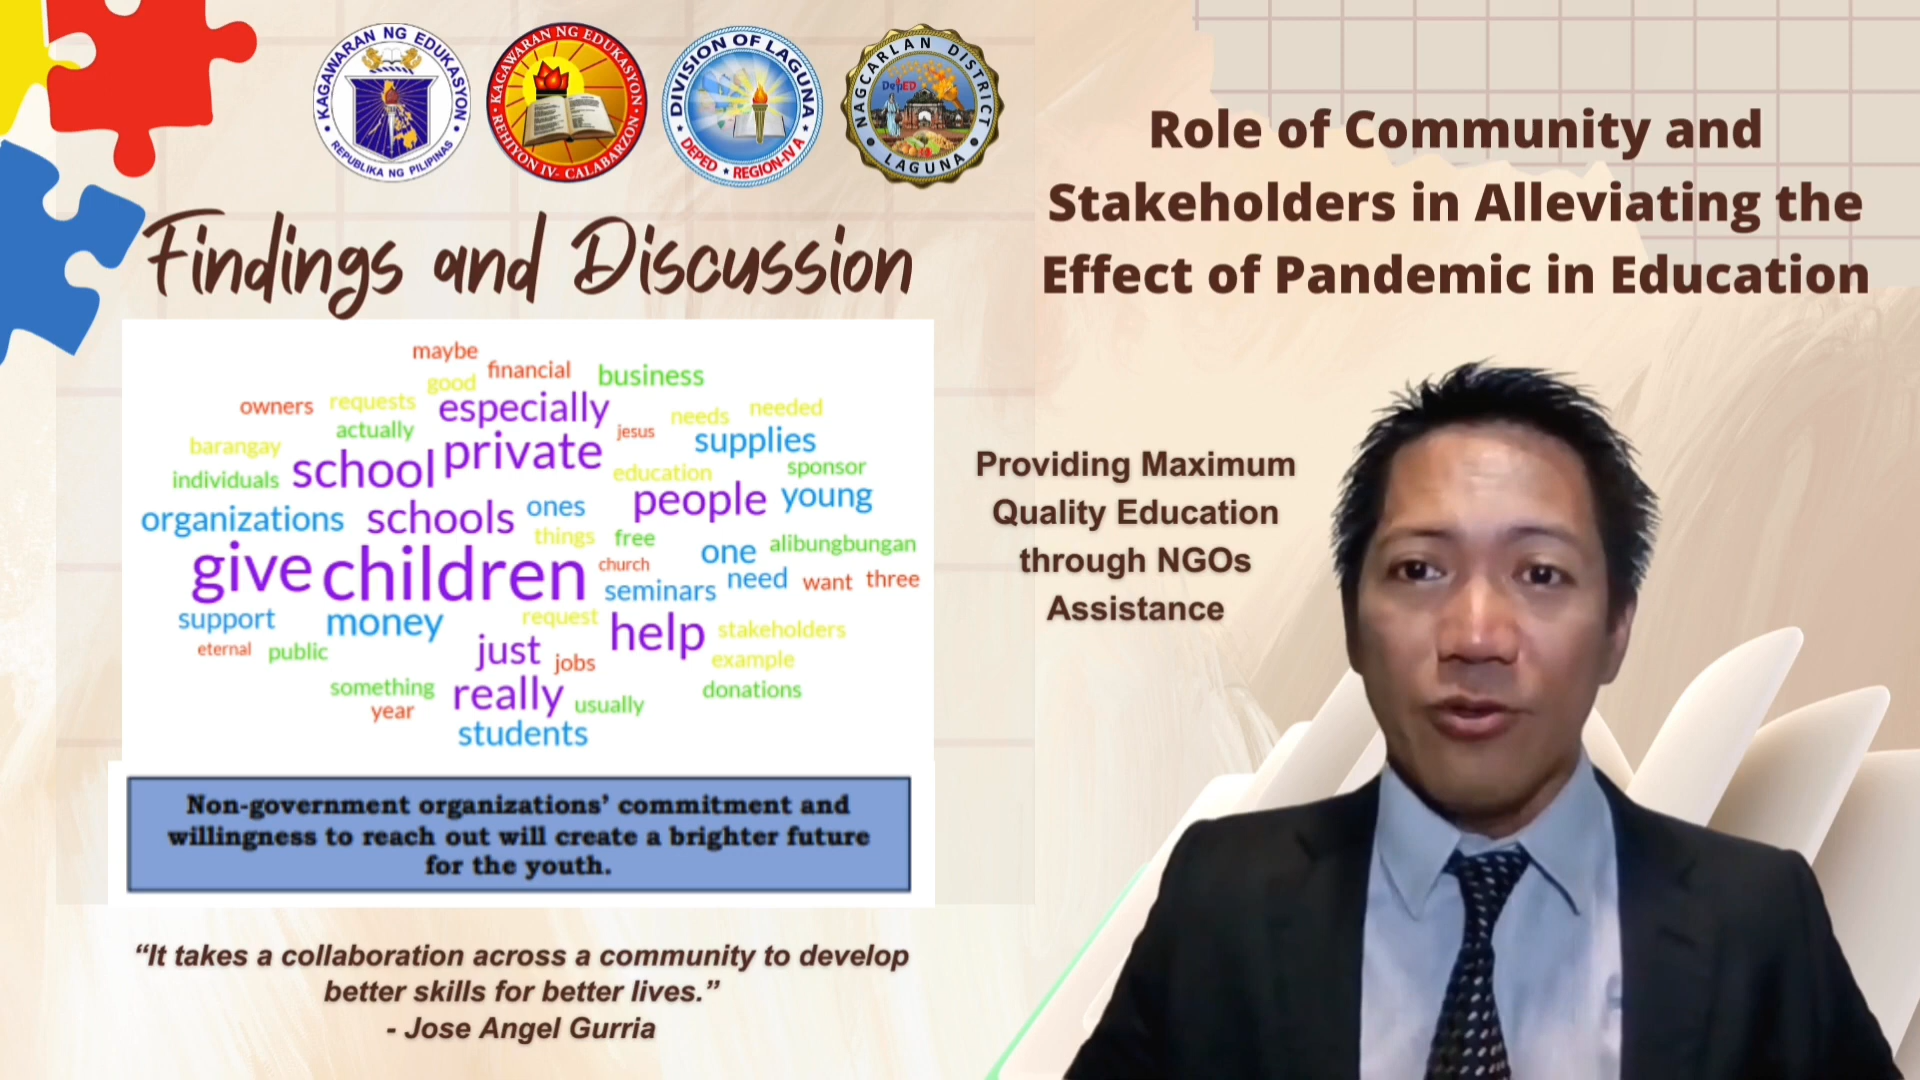 KAGAWARAN NG EDUKASYON
REPUBLIKA NG PILIPINAS
KAGAWARAN NG EDUKASYON
REHIYON IV- CALABARZON
DIVISION OF LAGUNA
DEPED ★ REGION-IV A
NAGCARLAN DISTRICT
DepED
LAGUNA
Findings and Discussion
maybe
financial
business
good
owners
requests
especially
needs
needed
actually
jesus
supplies
barangay
private
school
education
sponsor
individuals
people
young
organizations
schools
ones
things
free
one
alibungbungan
give
children
church
seminars
need
want
three
support
money
request
help
stakeholders
eternal
public
just
jobs
example
something
really
usually
donations
year
students
Non-government organizations’ commitment and
willingness to reach out will create a brighter future
for the youth.
“It takes a collaboration across a community to develop
better skills for better lives.”
- Jose Angel Gurria
Role of Community and
Stakeholders in Alleviating the
Effect of Pandemic in Education
Providing Maximum
Quality Education
through NGOs
Assistance